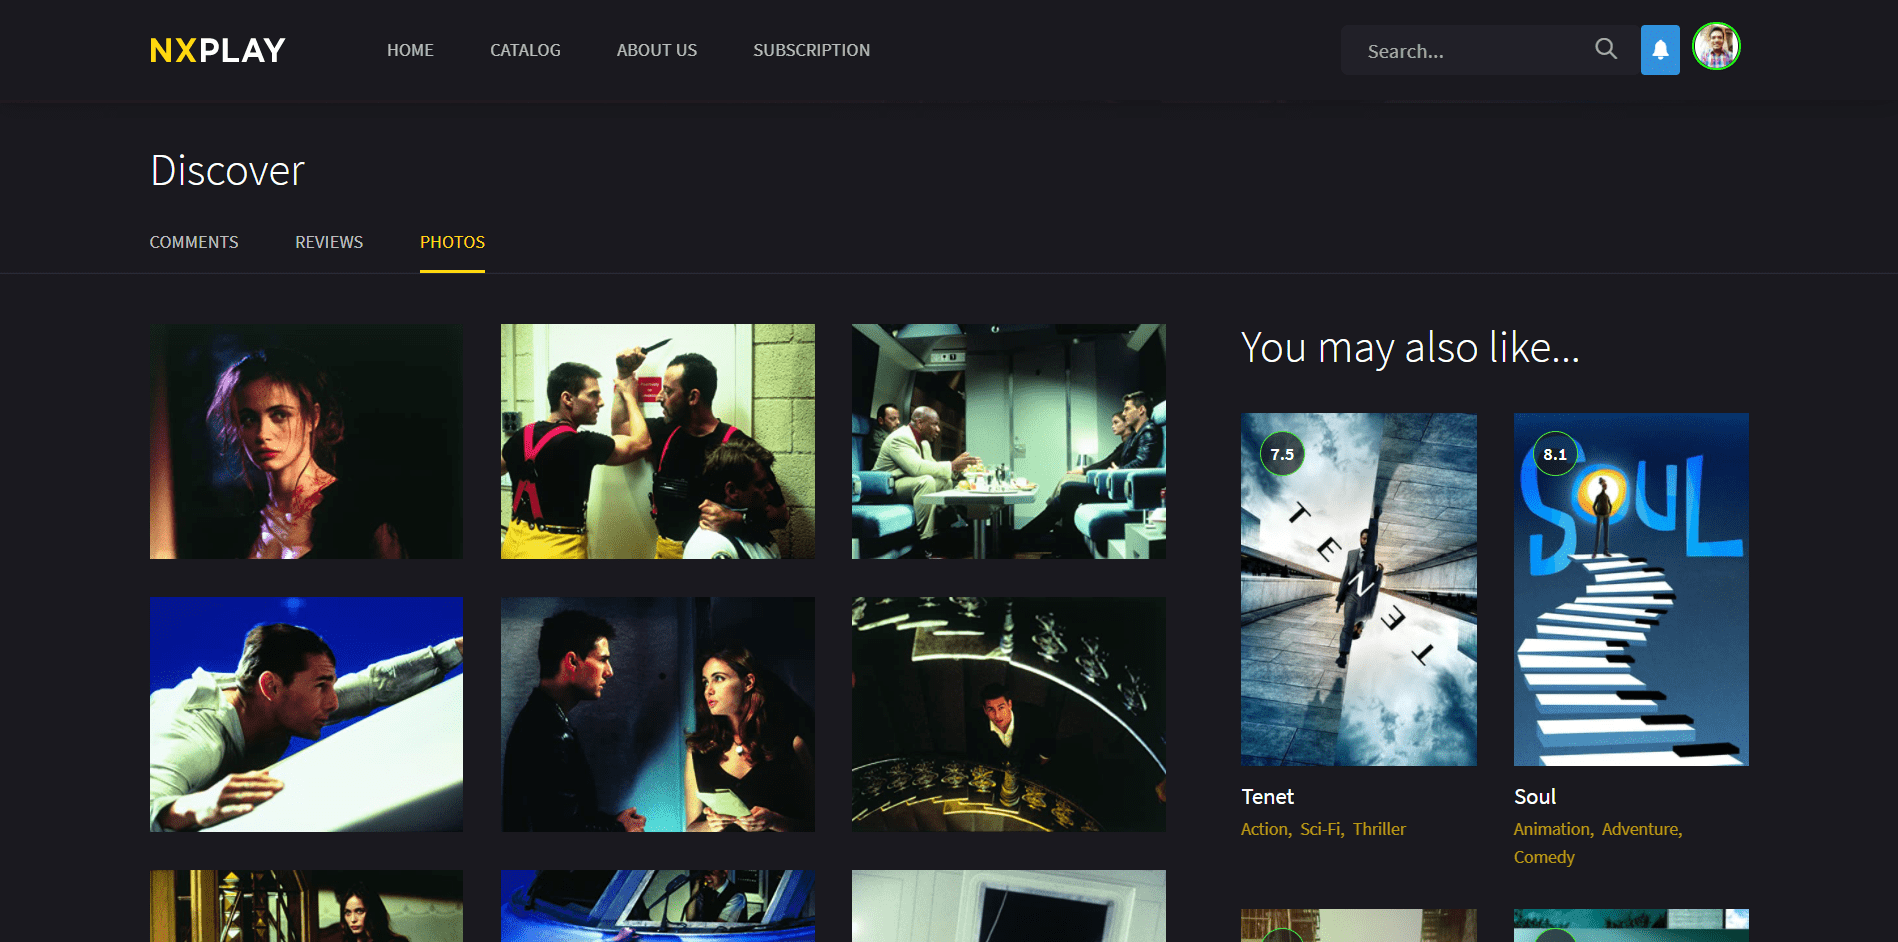 NXPLAY
HOME
CATALOG
ABOUT US
SUBSCRIPTION
Search...
Discover
COMMENTS
REVIEWS
PHOTOS
You may also like...
7.5
TENET
8.1
SOUL
Tenet
Action, Sci-Fi, Thriller
Soul
Animation, Adventure,
Comedy